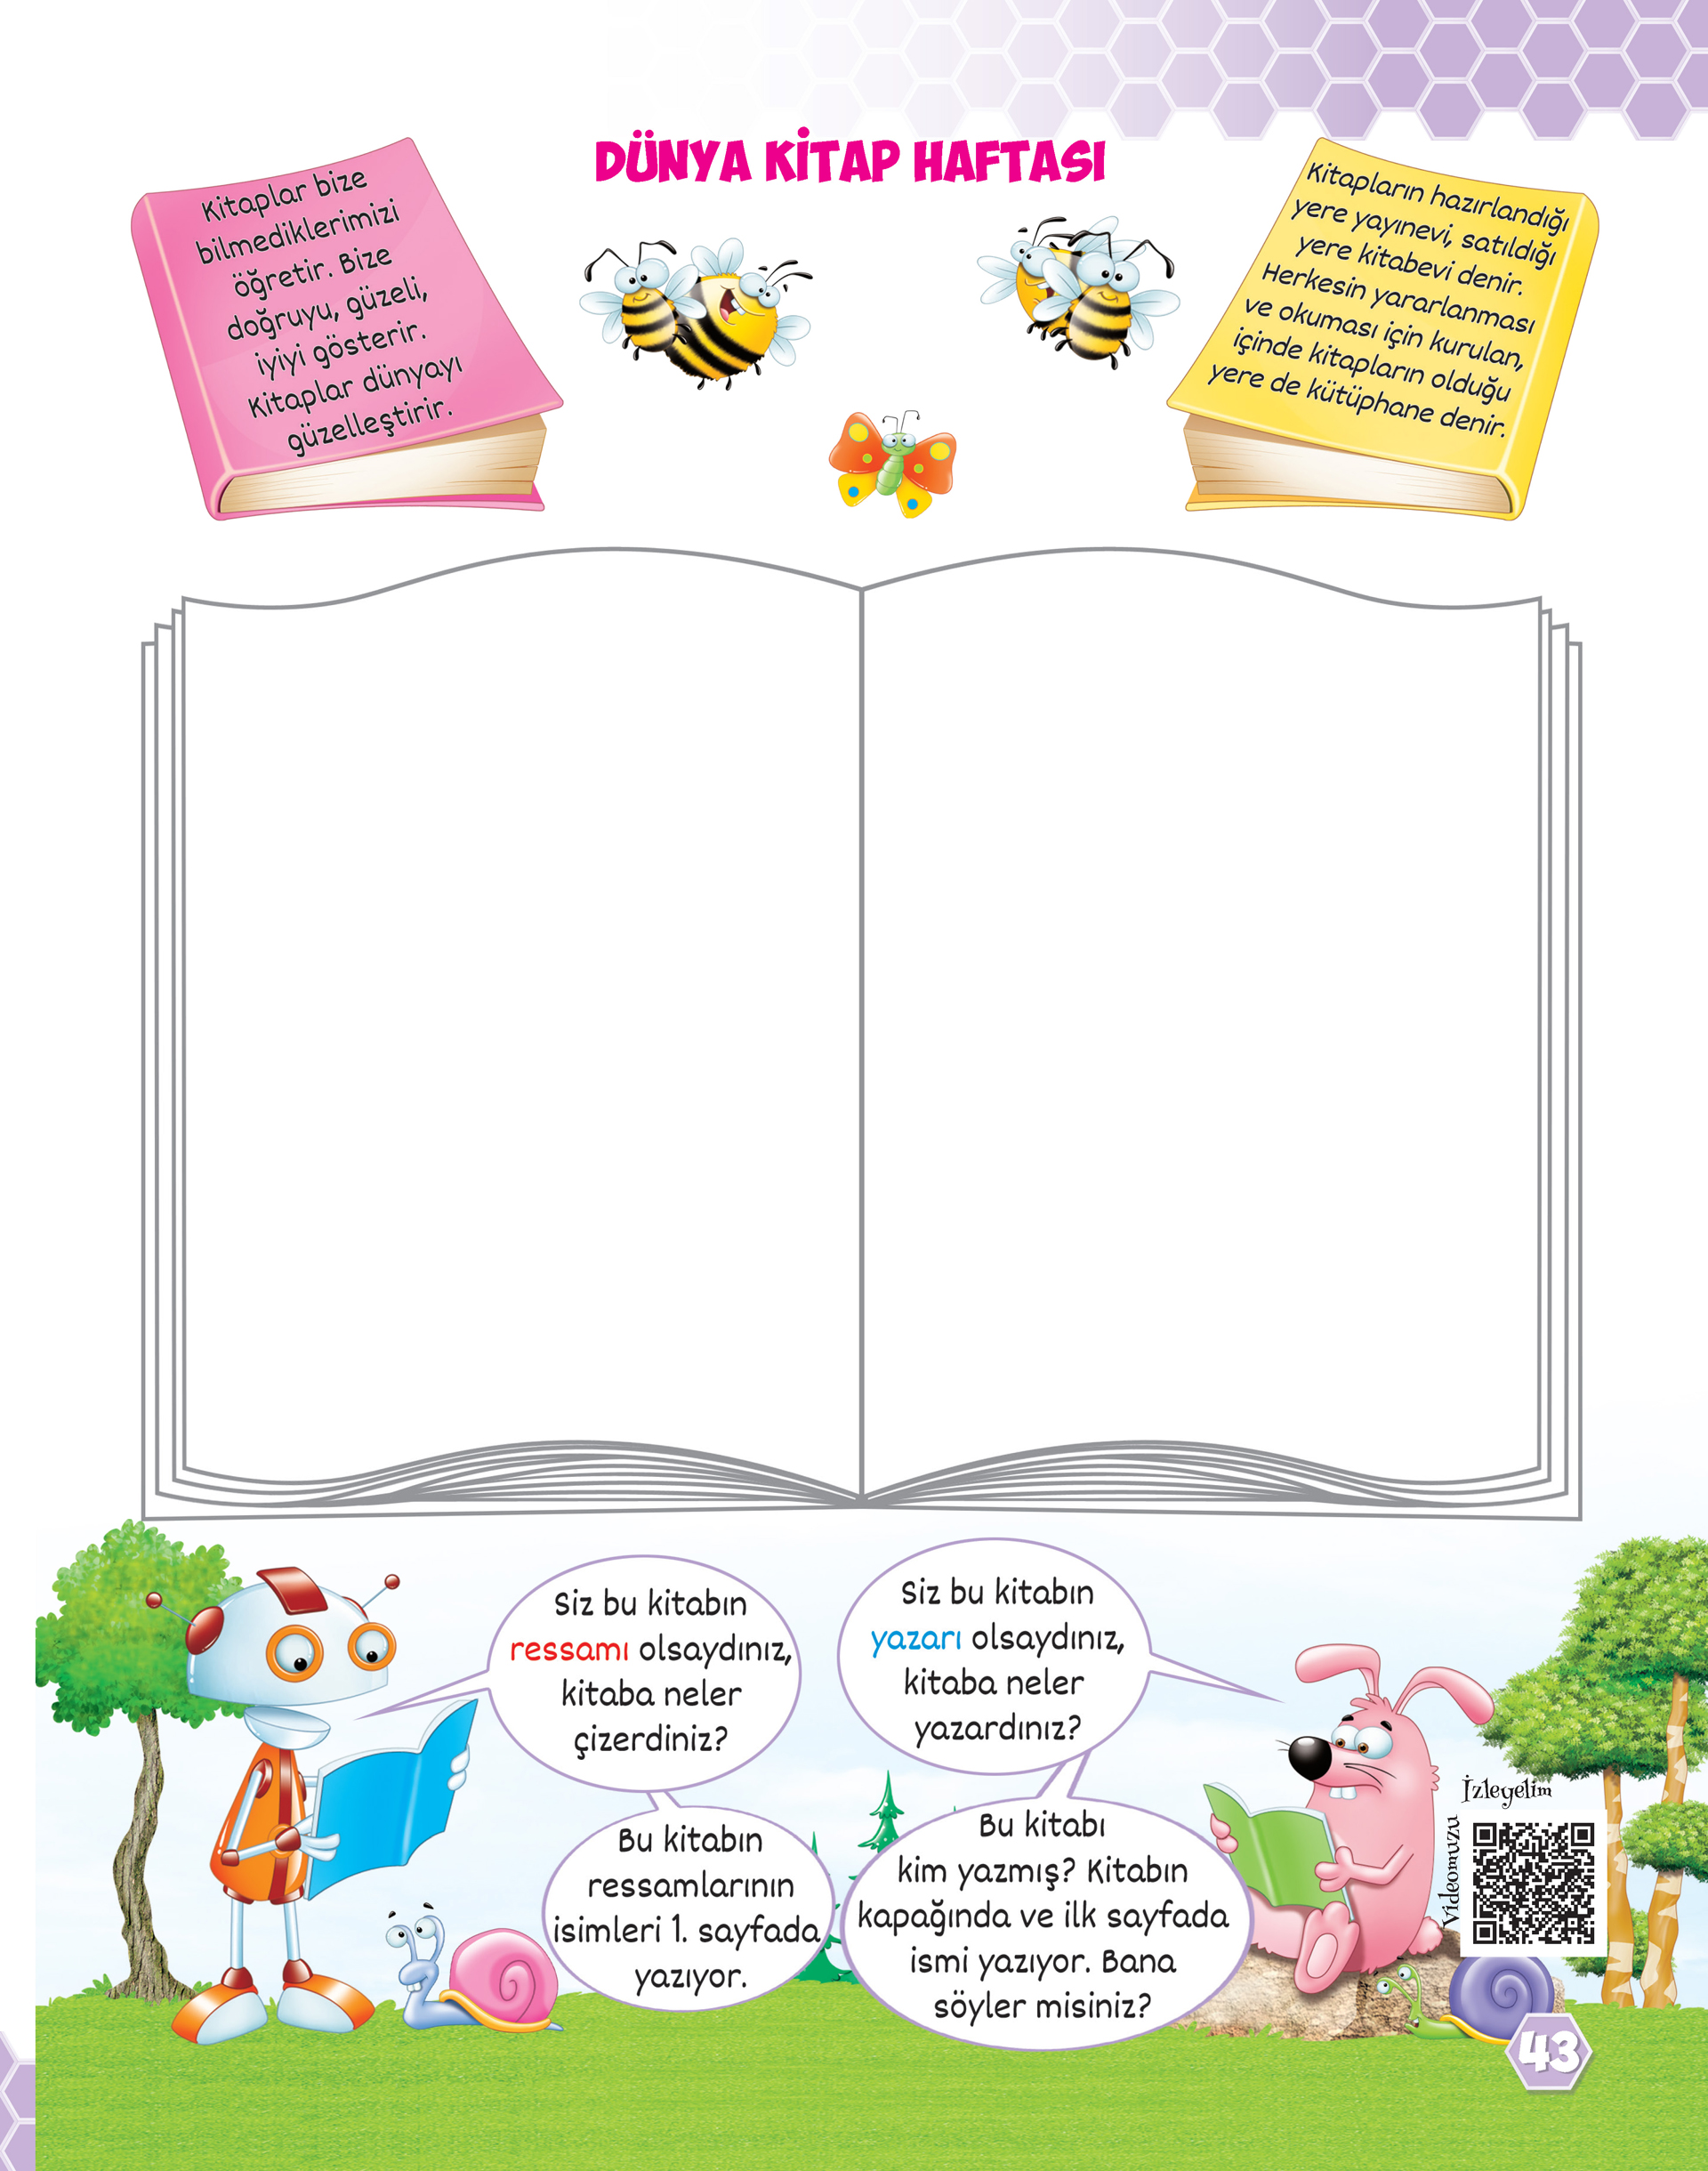 DÜNYA KİTAP HAFTASI
Kitaplar bize
bilmediklerimizi
öğretir. Bize
doğruyu, güzeli,
iyiyi gösterir.
Kitaplar dünyayı
güzelleştirir.
Kitapların hazırlandığı
yere yayınevi, satıldığı
yere kitabevi denir.
Herkesin yararlanması
ve okuması için kurulan,
içinde kitapların olduğu
yere de kütüphane denir.
Siz bu kitabın
ressamı olsaydınız,
kitaba neler
çizerdiniz?
Bu kitabın
ressamlarının
isimleri 1. sayfada
yazıyor.
Siz bu kitabın
yazarı olsaydınız,
kitaba neler
yazardınız?
Bu kitabı
kim yazmış? Kitabın
kapağında ve ilk sayfada
ismi yazıyor. Bana
söyler misiniz?
Videomuzu
İzleyelim
43